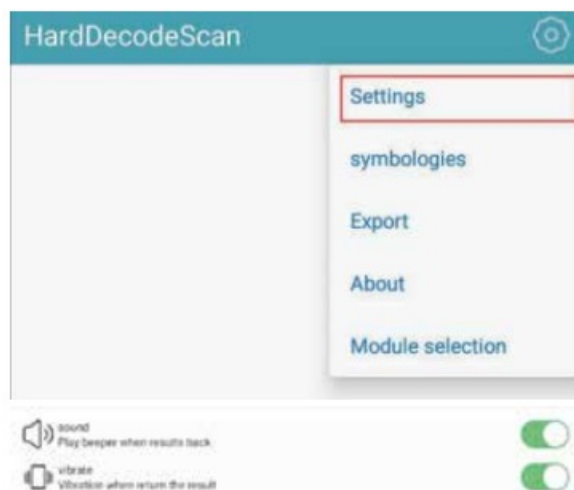 HardDecodeScan
Settings
symbologies
Export
About
Module selection
sound
Play beeper when results back
vibrate
Vibration when return the result